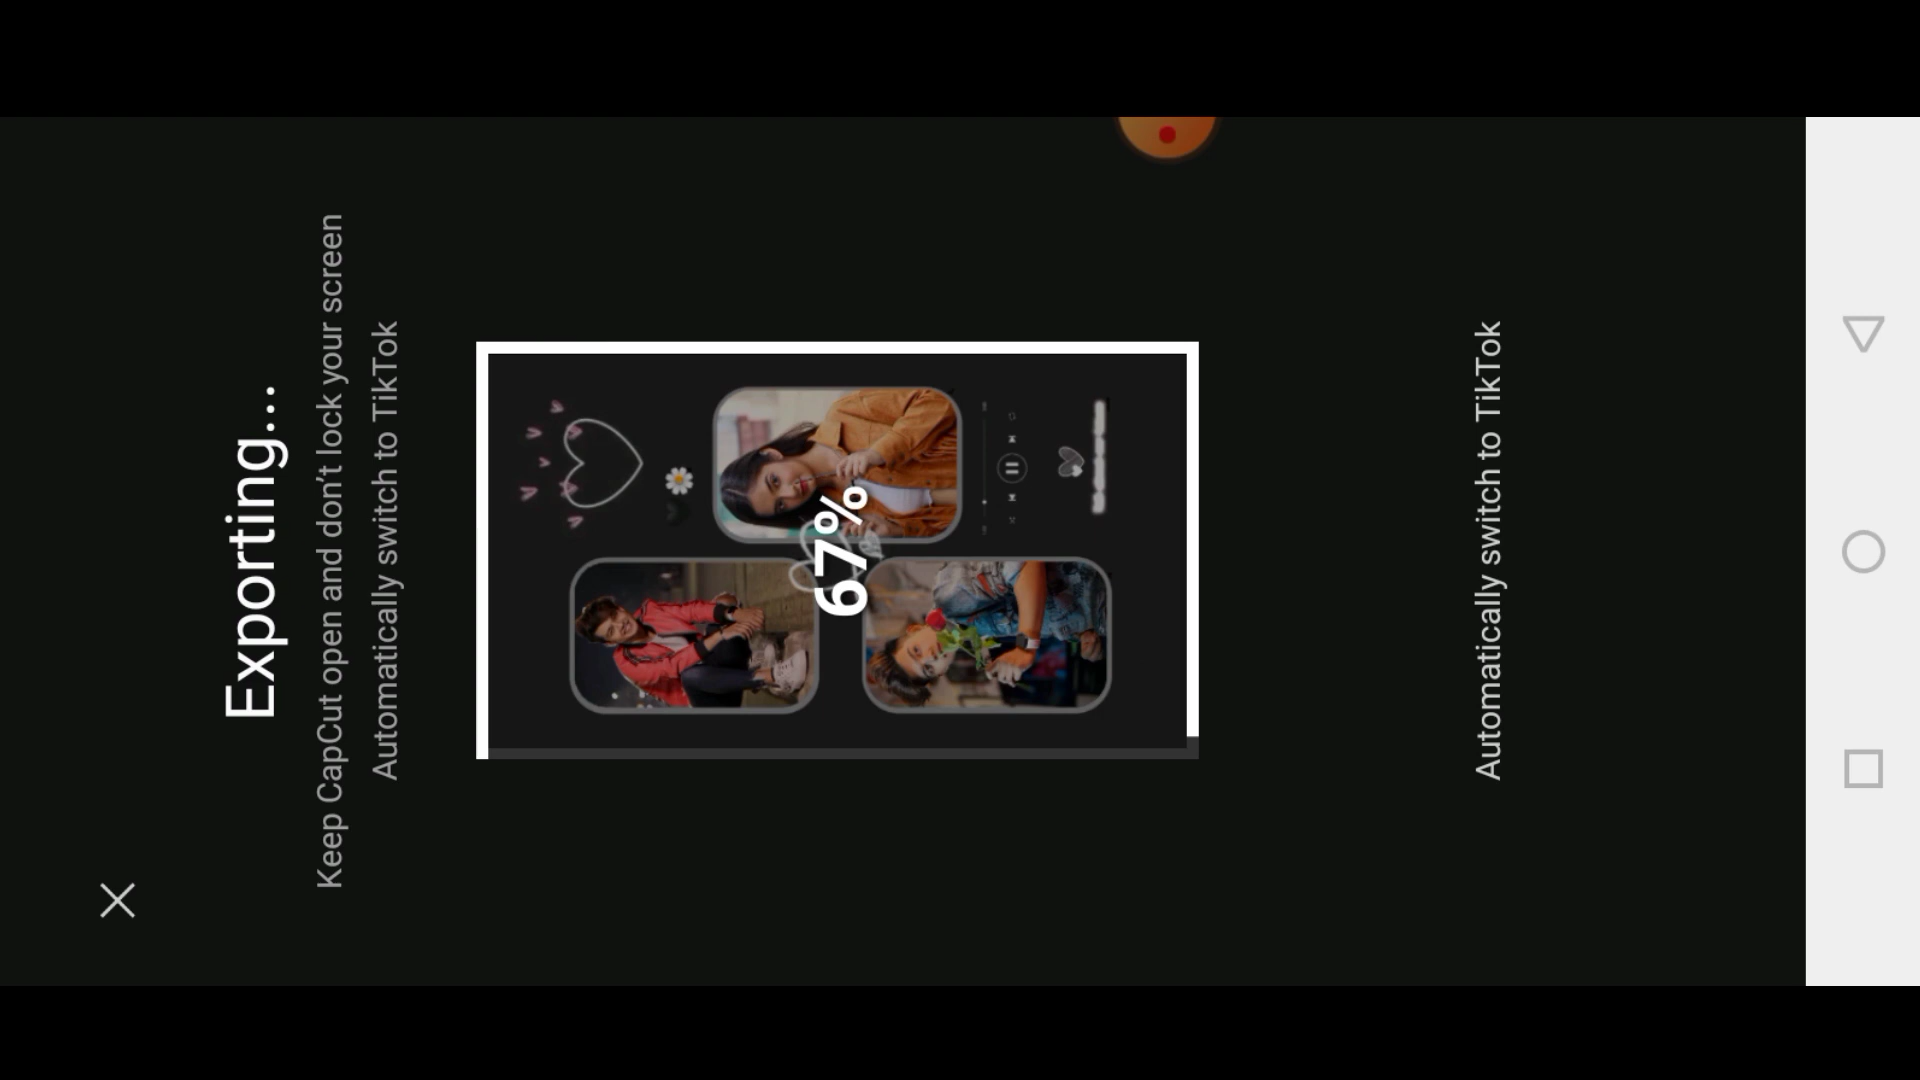 Exporting...
Keep CapCut open and don't lock your screen
Automatically switch to TikTok
67%
Automatically switch to TikTok